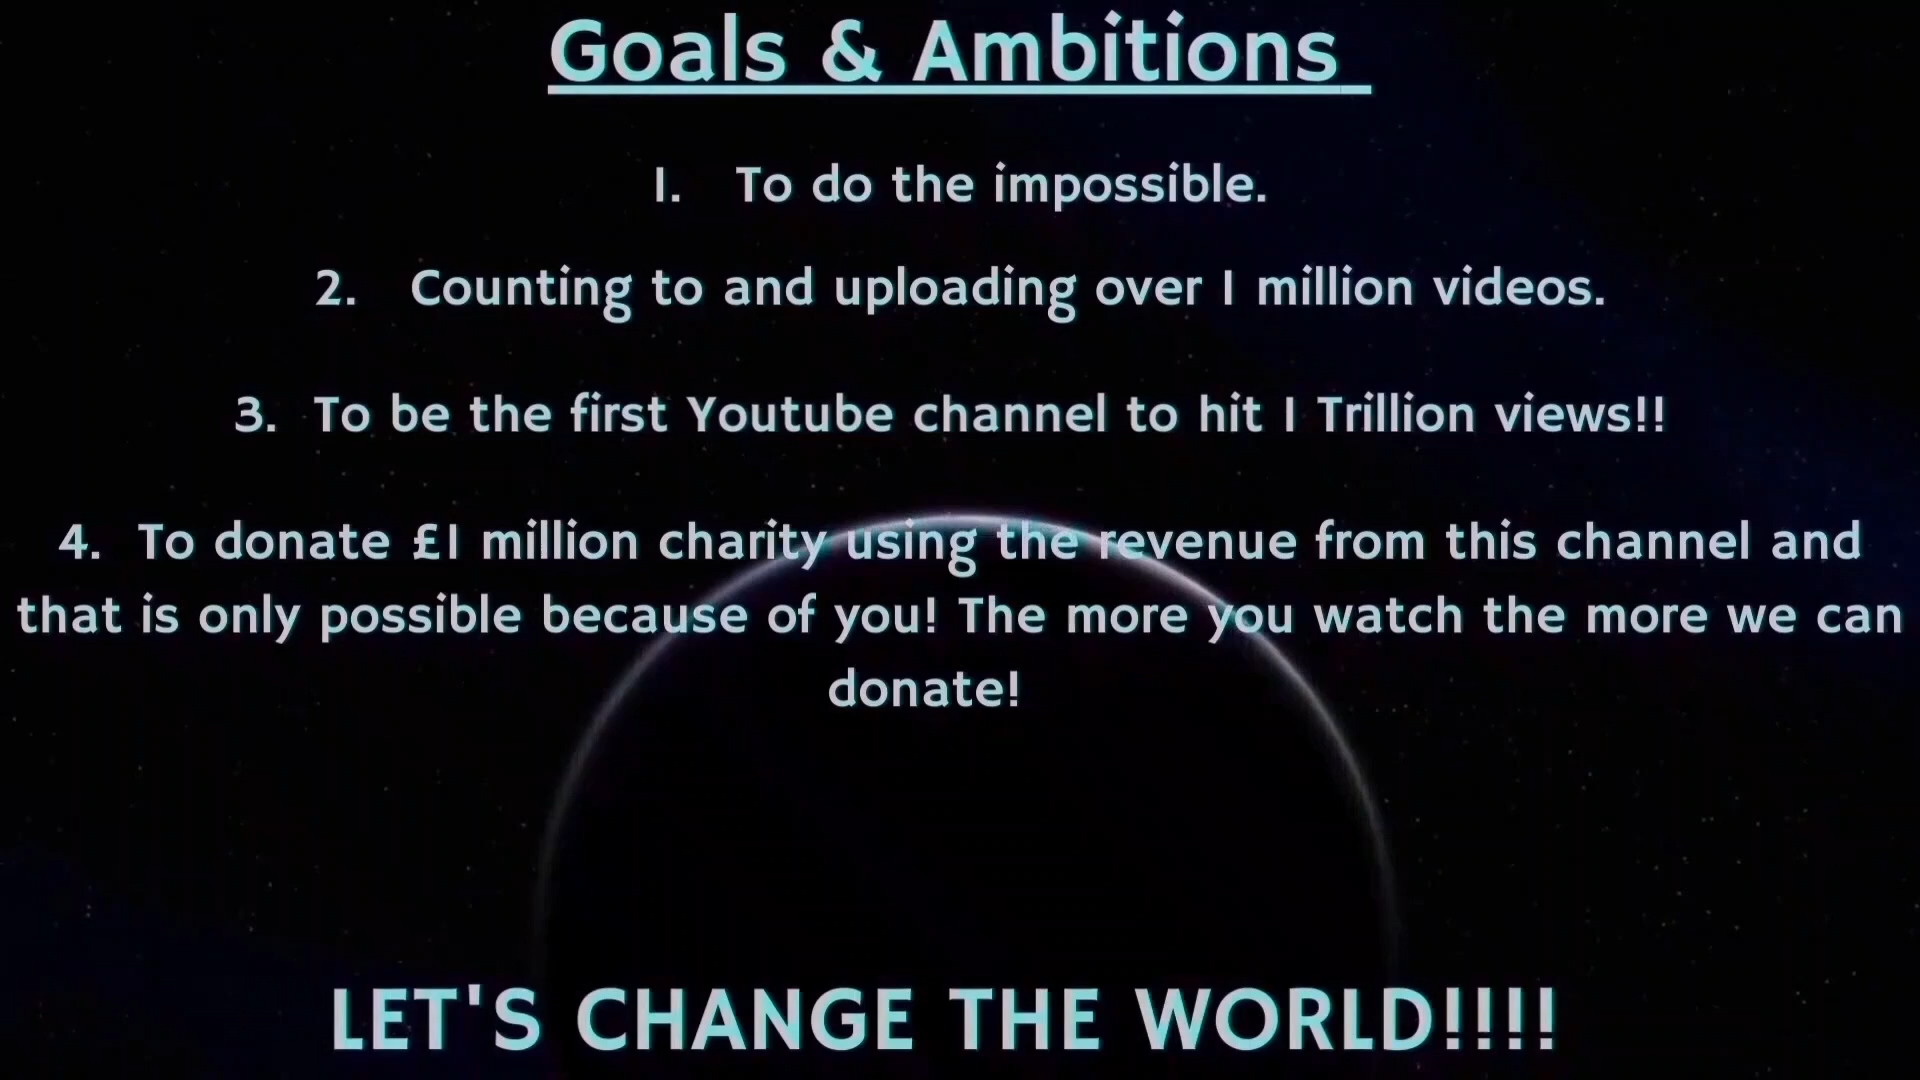 Goals & Ambitions
1. To do the impossible.
2. Counting to and uploading over 1 million videos.
3. To be the first Youtube channel to hit 1 Trillion views!!
4. To donate £1 million charity using the revenue from this channel and
that is only possible because of you! The more you watch the more we can
donate!
LET'S CHANGE THE WORLD!!!!